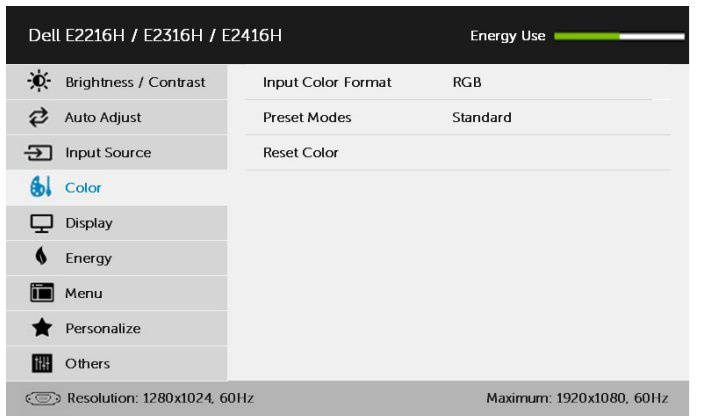 Dell E2216H / E2316H / E2416H Energy Use
Brightness / Contrast Input Color Format RGB
Auto Adjust Preset Modes Standard
Input Source Reset Color
Color
Display
Energy
Menu
Personalize
Others
Resolution: 1280x1024, 60Hz Maximum: 1920x1080, 60Hz